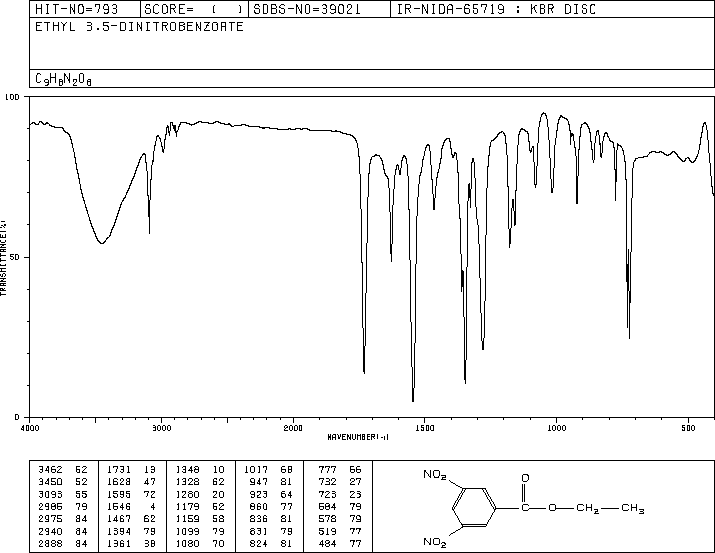 HIT-NO=793 SCORE= ( ) SDBS-NO=39021 IR-NIDA-65719 : KBR DISC
ETHYL 3,5-DINITROBENZOATE
C9H8N2O6
100
50
0
TRANSMITTANCE(%)
4000 3000 2000 1500 1000 500
WAVENUMBER(-1)
3462 52 1731 13 1348 10 1017 68 777 66
3450 52 1628 47 1328 62 947 81 732 27
3093 55 1595 72 1280 20 923 64 723 23
2985 79 1546 4 1179 52 860 77 584 79
2975 84 1467 62 1159 58 836 81 578 79
2940 84 1394 79 1099 79 831 79 519 77
2888 84 1361 38 1080 70 824 81 484 77
NO2
O
C—O—CH2—CH3
NO2